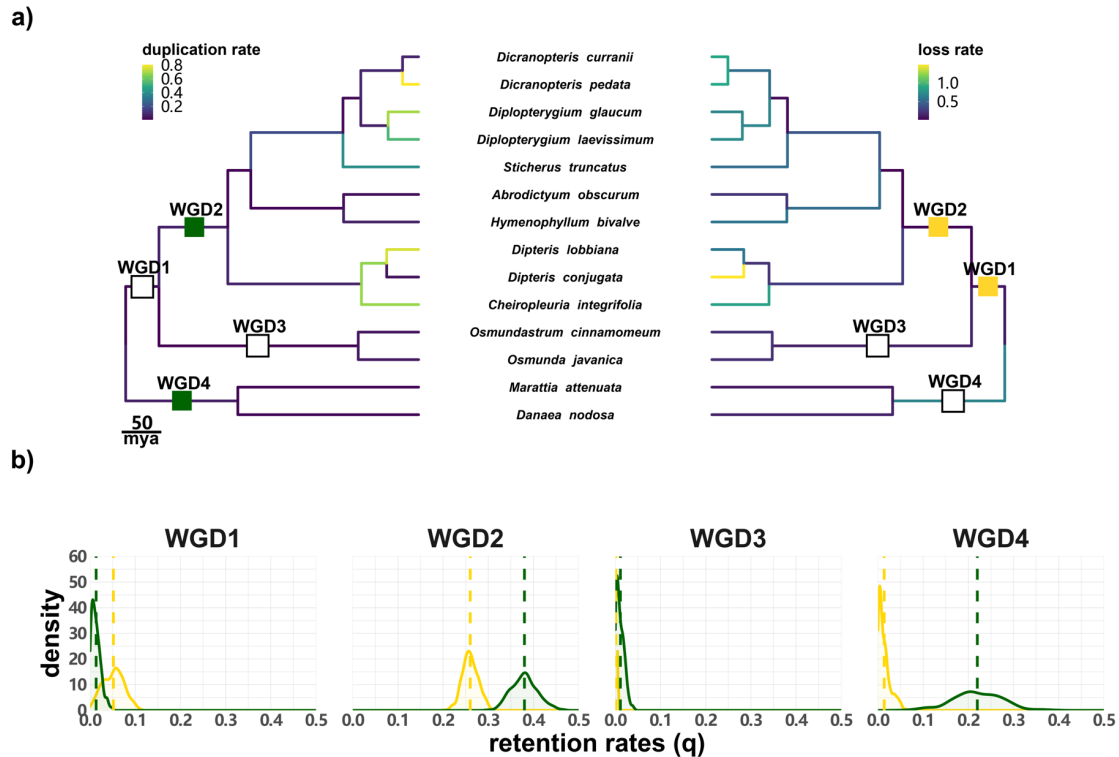 a)
duplication rate
0.8
0.6
0.4
0.2
loss rate
1.0
0.5
Dicranopteris curranii
Dicranopteris pedata
Diplopterygium glaucum
Diplopterygium laevissimum
Sticherus truncatus
Abrodictyum obscurum
Hymenophyllum bivalve
Dipteris lobbiana
Dipteris conjugata
Cheiropleuria integrifolia
Osmundastrum cinnamomeum
Osmunda javanica
Marattia attenuata
Danaea nodosa
WGD2
WGD1
WGD3
WGD4
WGD2
WGD1
WGD3
WGD4
50
mya
b)
WGD1 WGD2 WGD3 WGD4
density
60
50
40
30
20
10
0
0.0 0.1 0.2 0.3 0.4 0.5
0.0 0.1 0.2 0.3 0.4 0.5
0.0 0.1 0.2 0.3 0.4 0.5
0.0 0.1 0.2 0.3 0.4 0.5
retention rates (q)